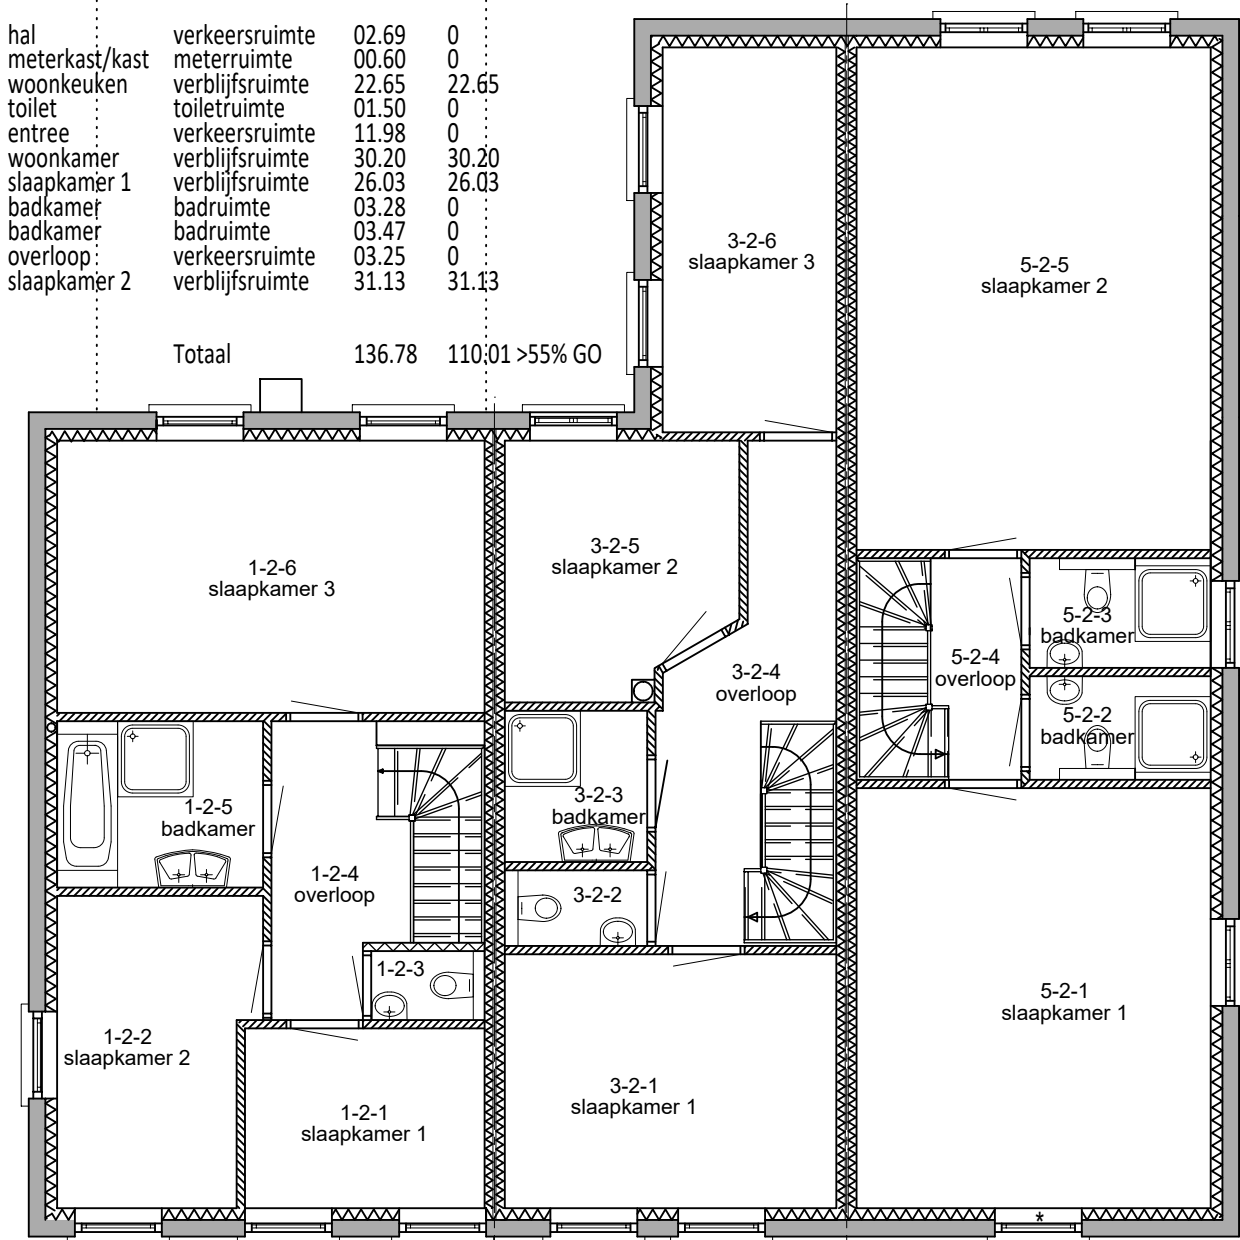 hal verkeersruimte 02.69 0
meterkast/kast meterruimte 00.60 0
woonkeuken verblijfsruimte 22.65 22.65
toilet toiletruimte 01.50 0
entree verkeersruimte 11.98 0
woonkamer verblijfsruimte 30.20 30.20
slaapkamer 1 verblijfsruimte 26.03 26.03
badkamer badruimte 03.28 0
badkamer badruimte 03.47 0
overloop verkeersruimte 03.25 0
slaapkamer 2 verblijfsruimte 31.13 31.13
Totaal 136.78 110.01 >55% GO
3-2-6
slaapkamer 3
5-2-5
slaapkamer 2
1-2-6
slaapkamer 3
3-2-5
slaapkamer 2
5-2-3
badkamer
3-2-4
overloop
5-2-4
overloop
5-2-2
badkamer
1-2-5
badkamer
3-2-3
badkamer
1-2-4
overloop
3-2-2
1-2-3
5-2-1
slaapkamer 1
1-2-2
slaapkamer 2
3-2-1
slaapkamer 1
1-2-1
slaapkamer 1
*